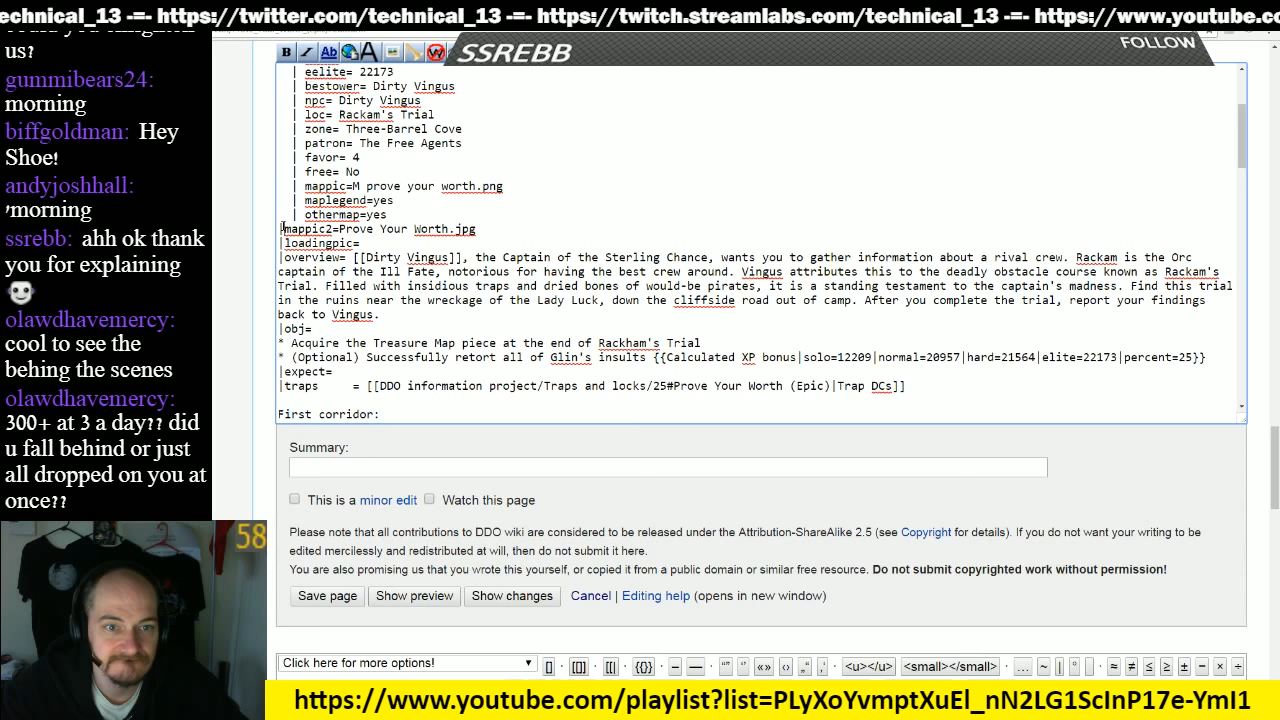 echnical_13 -=- https://twitter.com/technical_13 -=- https://twitch.streamlabs.com/technical_13 -=- https://www.youtube.co
us?
gummibears24:
morning
biffgoldman: Hey
Shoe!
andyjoshhall:
'morning
ssrebb: ahh ok thank
you for explaining
olawdhavemercy:
cool to see the
behing the scenes
olawdhavemercy:
300+ at 3 a day?? did
u fall behind or just
all dropped on you at
once??
58
B I Ab A W
SSREBB
FOLLOW
| eelite= 22173
| bestower= Dirty Vingus
| npc= Dirty Vingus
| loc= Rackam's Trial
| zone= Three-Barrel Cove
| patron= The Free Agents
| favor= 4
| free= No
| mappic=M prove your worth.png
| maplegend=yes
| othermap=yes
|mappic2=Prove Your Worth.jpg
|loadingpic=
|overview= [[Dirty Vingus]], the Captain of the Sterling Chance, wants you to gather information about a rival crew. Rackam is the Orc
captain of the Ill Fate, notorious for having the best crew around. Vingus attributes this to the deadly obstacle course known as Rackam's
Trial. Filled with insidious traps and dried bones of would-be pirates, it is a standing testament to the captain's madness. Find this trial
in the ruins near the wreckage of the Lady Luck, down the cliffside road out of camp. After you complete the trial, report your findings
back to Vingus.
|obj=
* Acquire the Treasure Map piece at the end of Rackham's Trial
* (Optional) Successfully retort all of Glin's insults {{Calculated XP bonus|solo=12209|normal=20957|hard=21564|elite=22173|percent=25}}
|expect=
|traps = [[DDO information project/Traps and locks/25#Prove Your Worth (Epic)|Trap DCs]]
First corridor:
Summary:
This is a minor edit Watch this page
Please note that all contributions to DDO wiki are considered to be released under the Attribution-ShareAlike 2.5 (see Copyright for details). If you do not want your writing to be
edited mercilessly and redistributed at will, then do not submit it here.
You are also promising us that you wrote this yourself, or copied it from a public domain or similar free resource. Do not submit copyrighted work without permission!
Save page Show preview Show changes Cancel | Editing help (opens in new window)
Click here for more options! [] · [[]] · [[| · {{}} · – — · “” ‘’ «» ‹› „“ ‚‘ · <u></u> · <small></small> · … ~ | ° · ≈ ≠ ≤ ≥ ± − × ÷
https://www.youtube.com/playlist?list=PLyXoYvmptXuEl_nN2LG1ScInP17e-YmI1